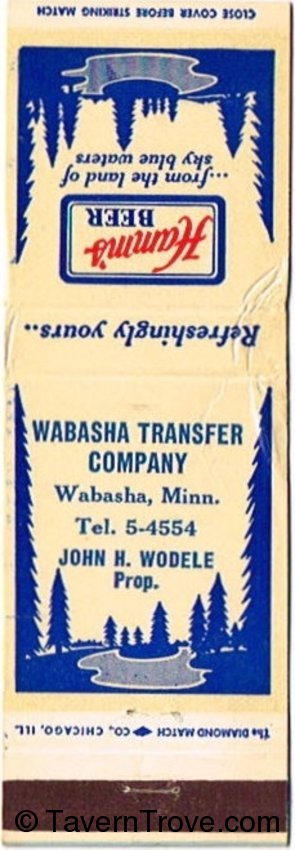 CLOSE COVER BEFORE STRIKING MATCH
...from the land of
sky blue waters
Hamm's
BEER
Refreshingly yours..
WABASHA TRANSFER
COMPANY
Wabasha, Minn.
Tel. 5-4554
JOHN H. WODELE
Prop.
The DIAMOND MATCH CO., CHICAGO, ILL.
© TavernTrove.com